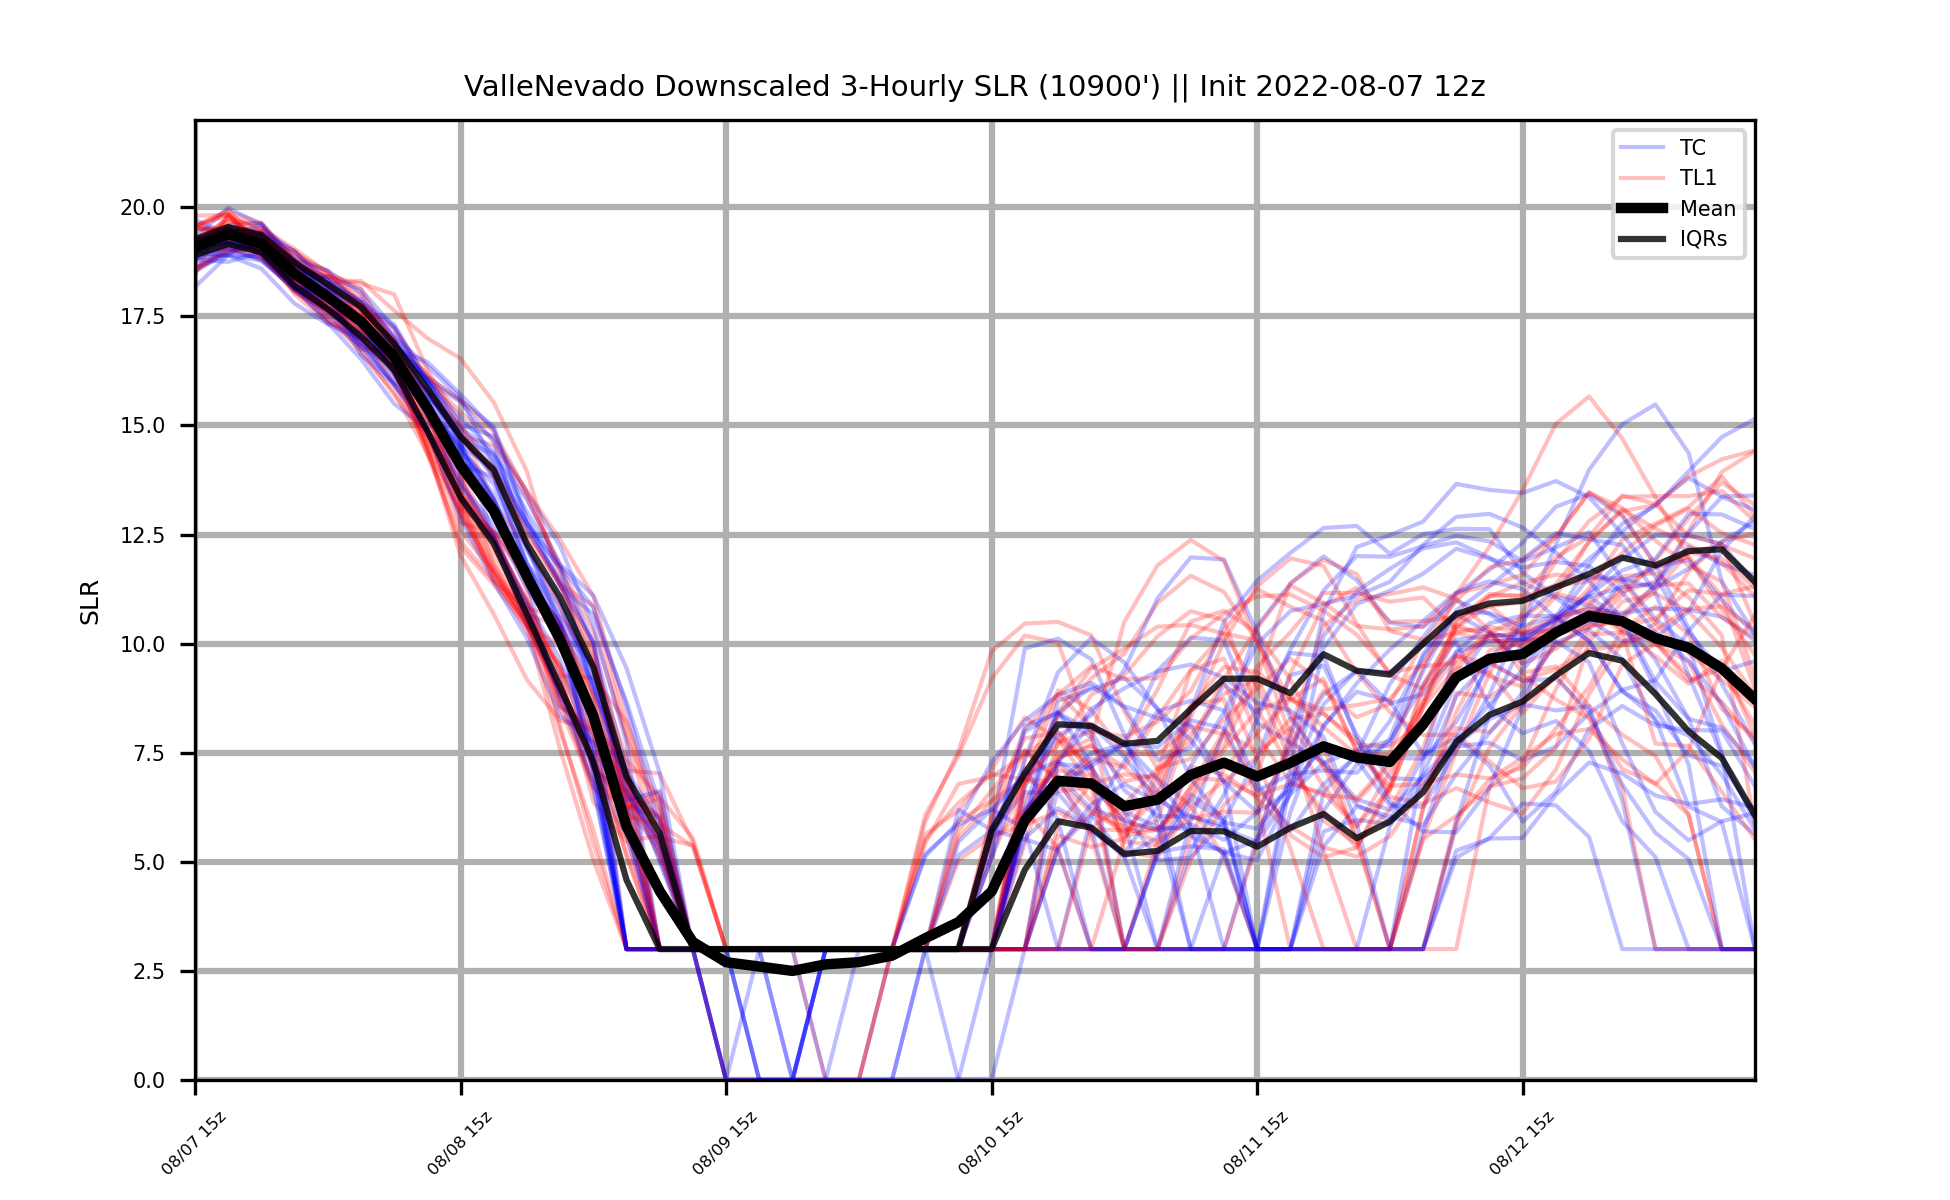 ValleNevado Downscaled 3-Hourly SLR (10900') || Init 2022-08-07 12z
TC
TL1
Mean
IQRs
20.0
17.5
15.0
12.5
10.0
7.5
5.0
2.5
0.0
SLR
08/07 15z
08/08 15z
08/09 15z
08/10 15z
08/11 15z
08/12 15z